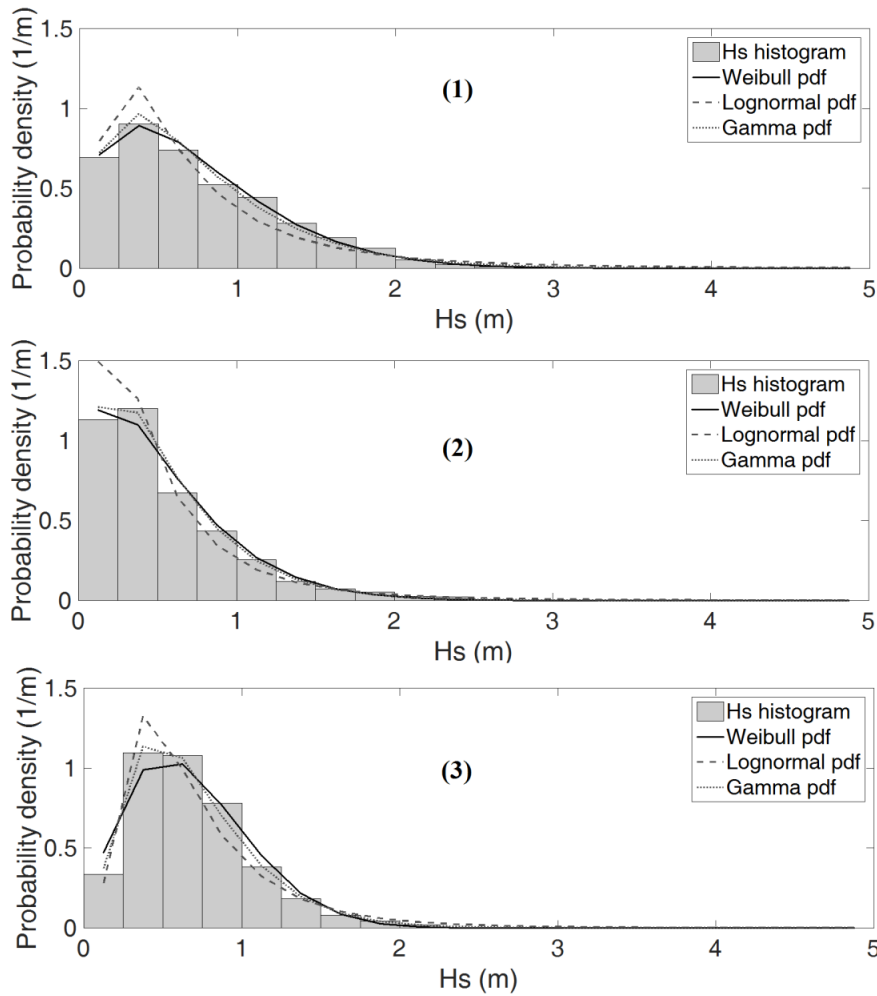 Probability density (1/m)
1.5
1
0.5
0
(1)
Hs histogram
Weibull pdf
Lognormal pdf
Gamma pdf
0 1 2 3 4 5
Hs (m)
Probability density (1/m)
1.5
1
0.5
0
(2)
Hs histogram
Weibull pdf
Lognormal pdf
Gamma pdf
0 1 2 3 4 5
Hs (m)
Probability density (1/m)
1.5
1
0.5
0
(3)
Hs histogram
Weibull pdf
Lognormal pdf
Gamma pdf
0 1 2 3 4 5
Hs (m)